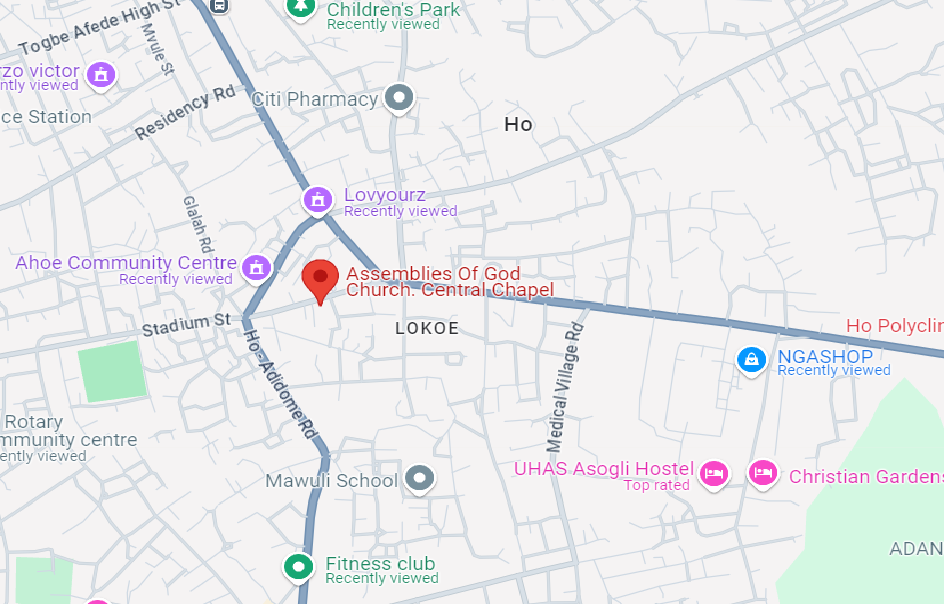 Children's Park
Recently viewed
Togbe Afede High St
Mvule St
rzo victor
ntly viewed
Residency Rd
Citi Pharmacy
ce Station
Ho
Lovyourz
Recently viewed
Glalah Rd
Ahoe Community Centre
Recently viewed
Assemblies Of God
Church. Central Chapel
Stadium St
LOKOE
Ho - Adidome Rd
Medical Village Rd
Ho Polyclin
NGASHOP
Recently viewed
Rotary
mmunity centre
ently viewed
Mawuli School
UHAS Asogli Hostel
Top rated
Christian Gardens
ADAN
Fitness club
Recently viewed